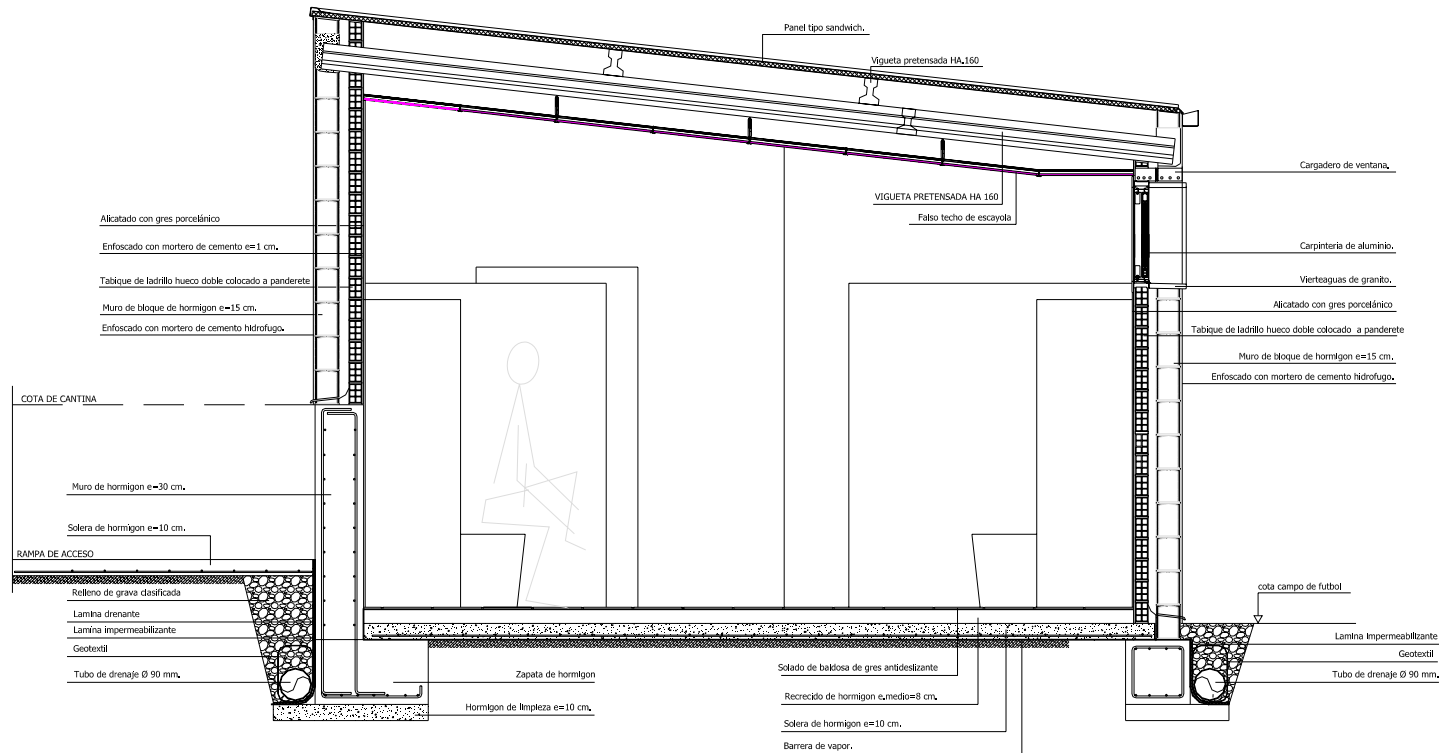 Panel tipo sandwich.
Vigueta pretensada HA.160
Cargadero de ventana.
VIGUETA PRETENSADA HA 160
Falso techo de escayola
Alicatado con gres porcelánico
Enfoscado con mortero de cemento e=1 cm.
Carpinteria de aluminio.
Tabique de ladrillo hueco doble colocado a panderete
Vierteaguas de granito.
Muro de bloque de hormigon e=15 cm.
Alicatado con gres porcelánico
Enfoscado con mortero de cemento hidrofugo.
Tabique de ladrillo hueco doble colocado a panderete
Muro de bloque de hormigon e=15 cm.
Enfoscado con mortero de cemento hidrofugo.
COTA DE CANTINA
Muro de hormigon e=30 cm.
Solera de hormigon e=10 cm.
RAMPA DE ACCESO
Relleno de grava clasificada
cota campo de futbol
Lamina drenante
Lamina impermeabilizante
Lamina impermeabilizante
Geotextil
Geotextil
Tubo de drenaje Ø 90 mm.
Zapata de hormigon
Solado de baldosa de gres antideslizante
Tubo de drenaje Ø 90 mm.
Recrecido de hormigon e.medio=8 cm.
Hormigon de limpieza e=10 cm.
Solera de hormigon e=10 cm.
Barrera de vapor.